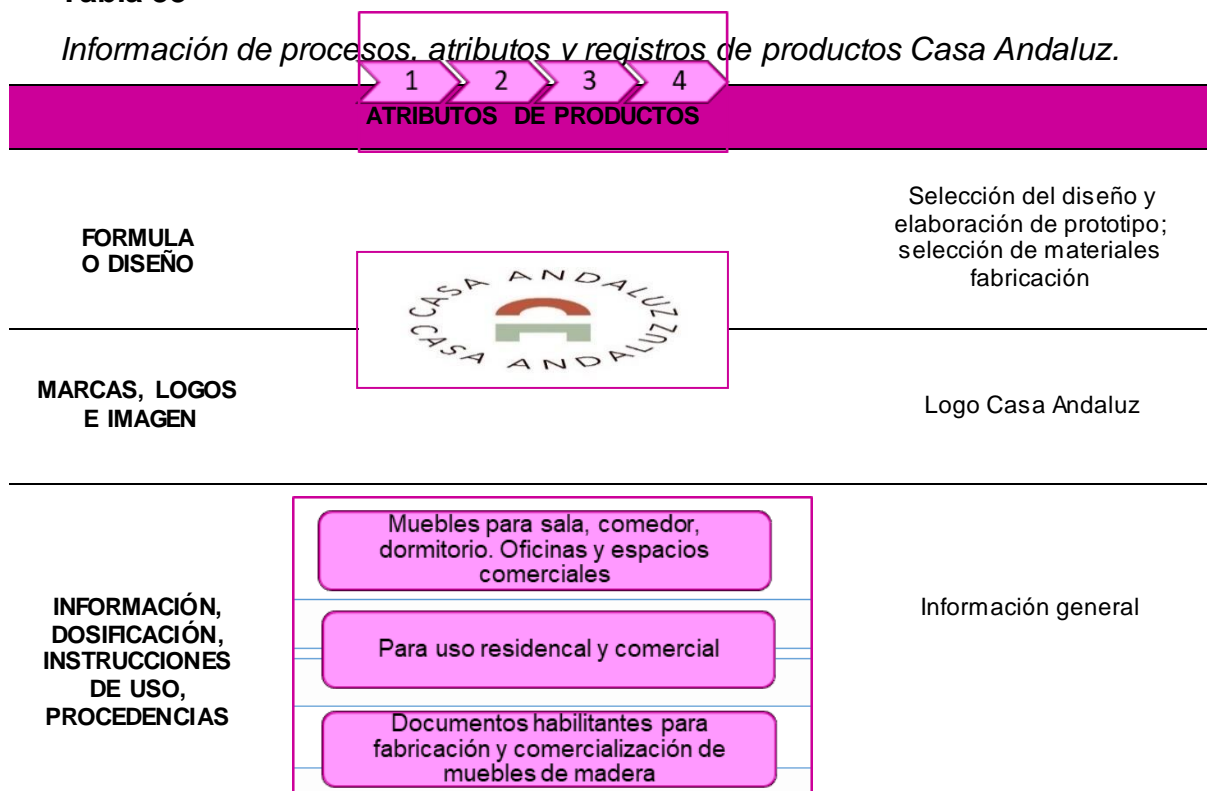 Información de procesos, atributos y registros de productos Casa Andaluz.
1 2 3 4
ATRIBUTOS DE PRODUCTOS
FORMULA
O DISEÑO
Selección del diseño y
elaboración de prototipo;
selección de materiales
fabricación
CASA ANDALUZ
CASA ANDALUZ
MARCAS, LOGOS
E IMAGEN
Logo Casa Andaluz
INFORMACIÓN,
DOSIFICACIÓN,
INSTRUCCIONES
DE USO,
PROCEDENCIAS
Muebles para sala, comedor,
dormitorio. Oficinas y espacios
comerciales
Para uso residencal y comercial
Documentos habilitantes para
fabricación y comercialización de
muebles de madera
Información general